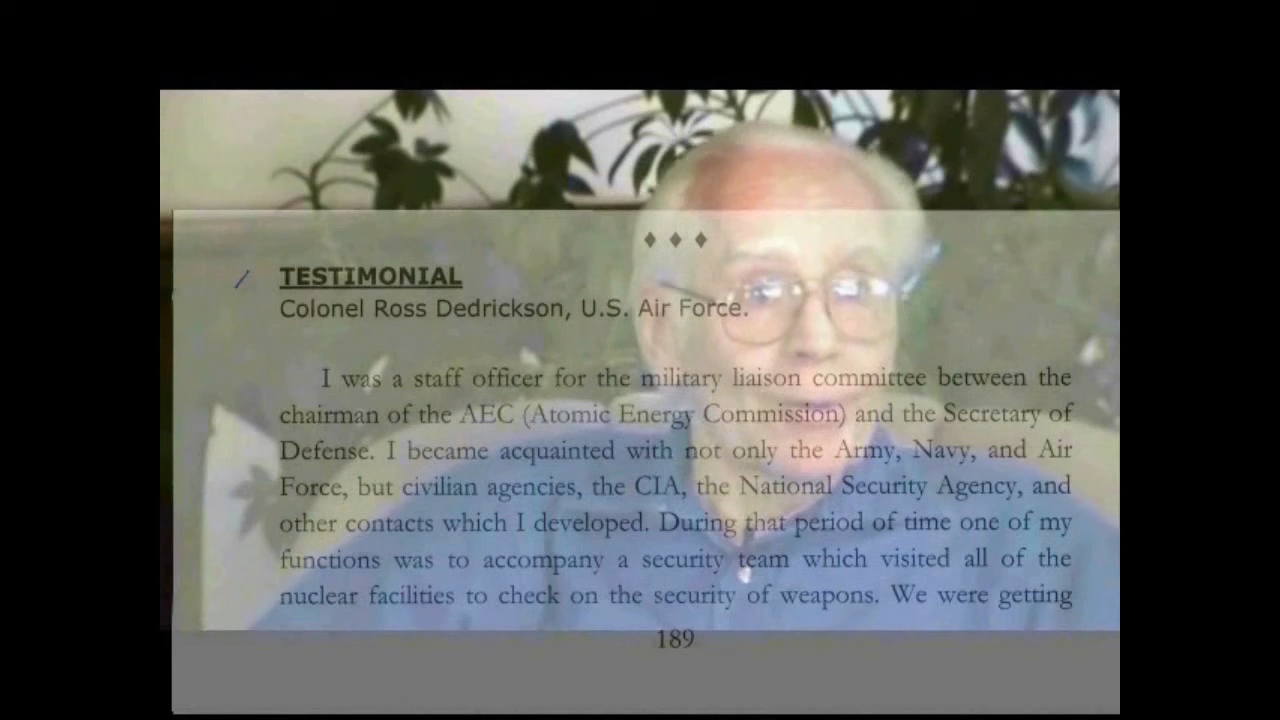 ♦ ♦ ♦
TESTIMONIAL
Colonel Ross Dedrickson, U.S. Air Force.
I was a staff officer for the military liaison committee between the
chairman of the AEC (Atomic Energy Commission) and the Secretary of
Defense. I became acquainted with not only the Army, Navy, and Air
Force, but civilian agencies, the CIA, the National Security Agency, and
other contacts which I developed. During that period of time one of my
functions was to accompany a security team which visited all of the
nuclear facilities to check on the security of weapons. We were getting
189